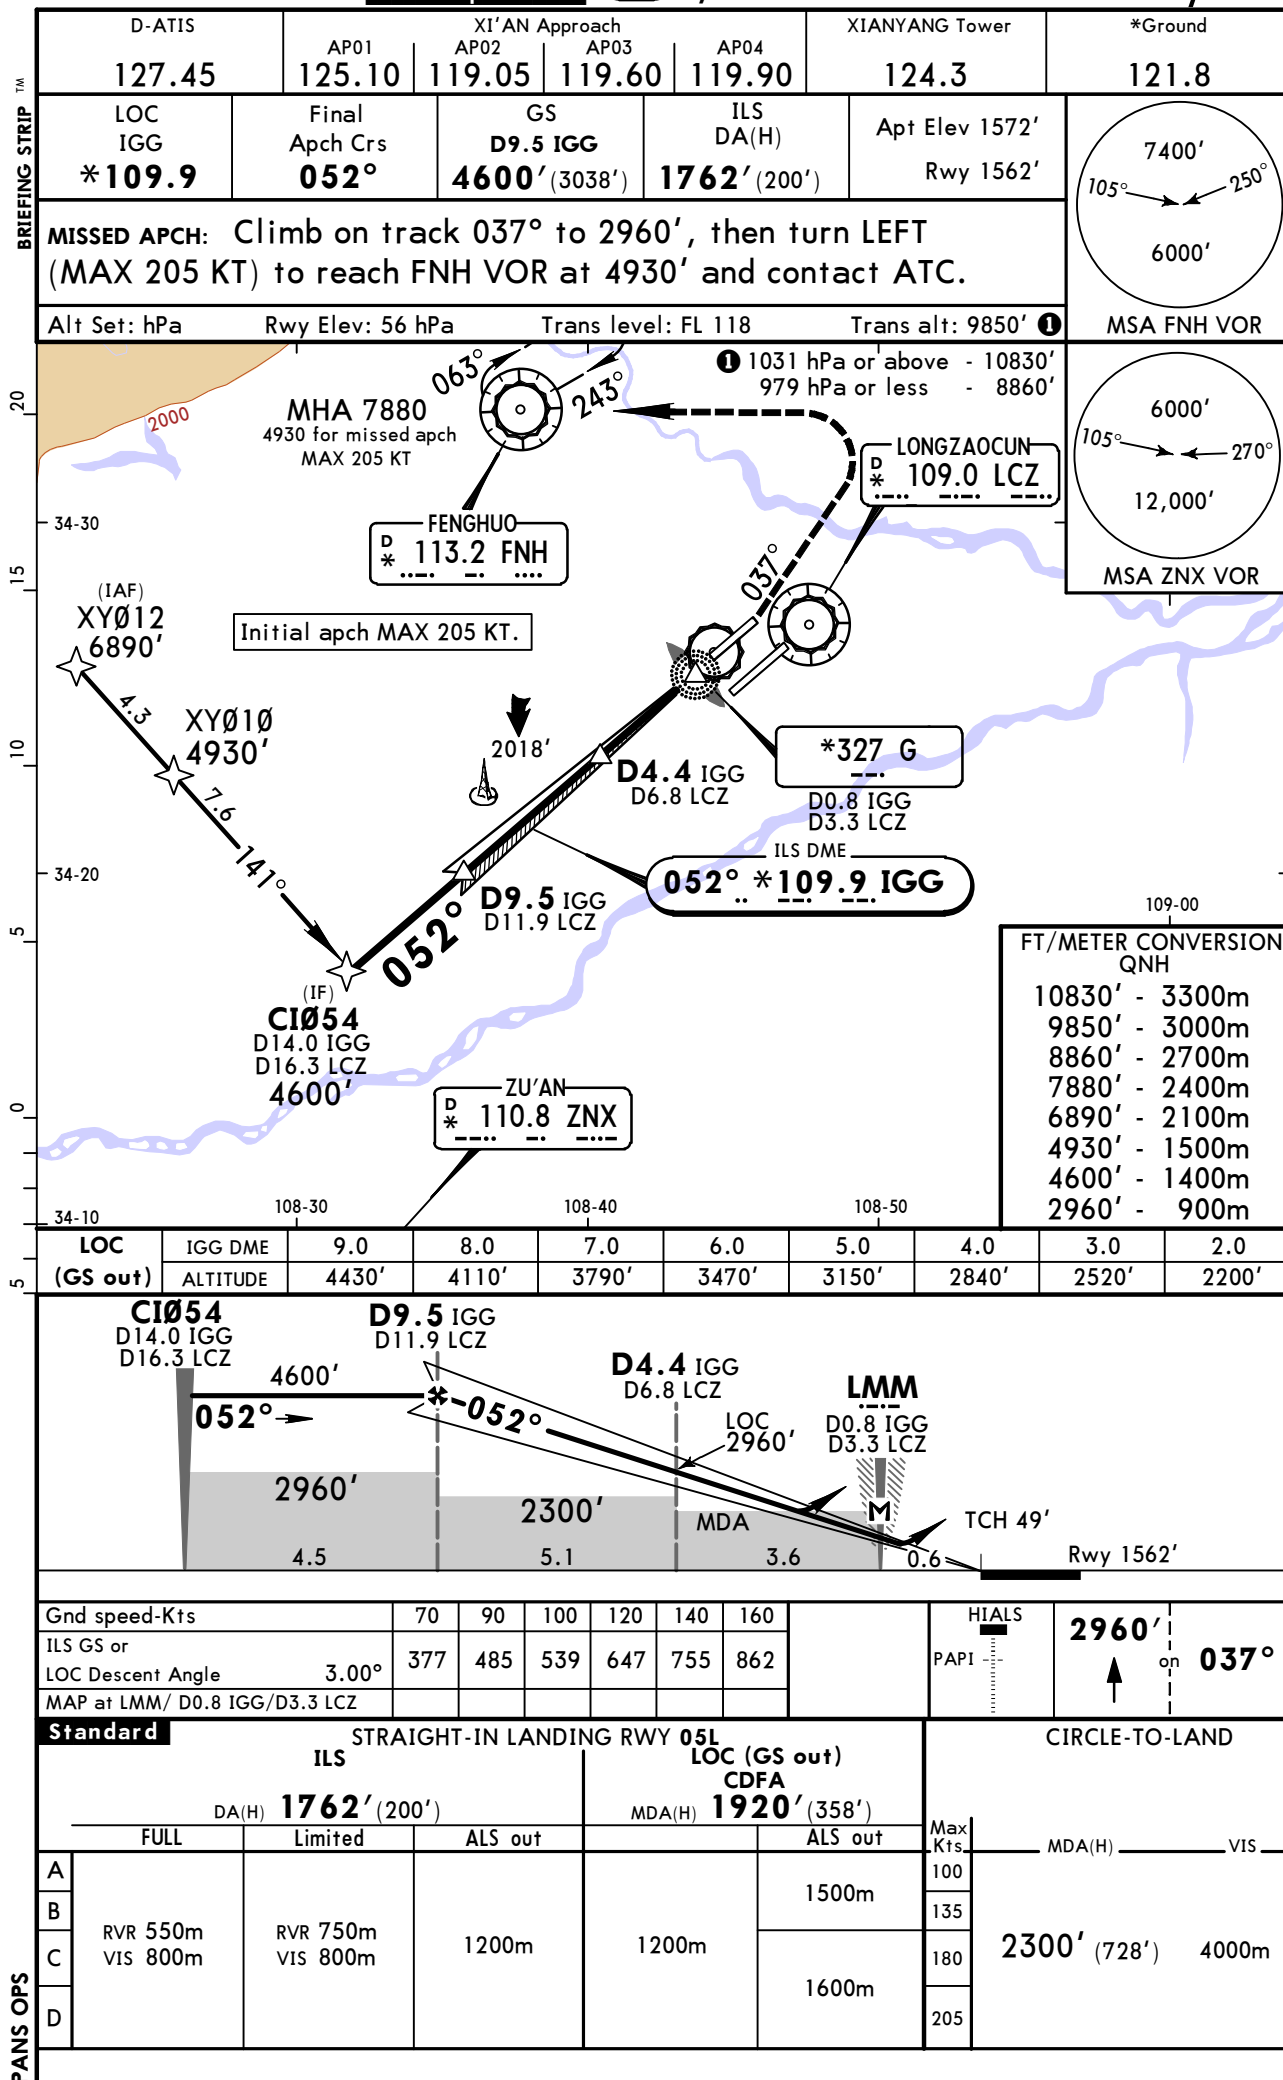 D-ATIS
127.45
XI'AN Approach
AP01
125.10
AP02
119.05
AP03
119.60
AP04
119.90
XIANYANG Tower
124.3
*Ground
121.8
BRIEFING STRIP TM
LOC
IGG
*109.9
Final
Apch Crs
052°
GS
D9.5 IGG
4600'(3038')
ILS
DA(H)
1762'(200')
Apt Elev 1572'
Rwy 1562'
MISSED APCH: Climb on track 037° to 2960', then turn LEFT
(MAX 205 KT) to reach FNH VOR at 4930' and contact ATC.
Alt Set: hPa Rwy Elev: 56 hPa Trans level: FL 118 Trans alt: 9850' 1
7400'
105°
250°
6000'
MSA FNH VOR
6000'
105°
270°
12,000'
MSA ZNX VOR
1 1031 hPa or above - 10830'
979 hPa or less - 8860'
063°
243°
MHA 7880
4930 for missed apch
MAX 205 KT
2000
20
LONGZAOCUN
D
* 109.0 LCZ
34-30
FENGHUO
D
* 113.2 FNH
037°
15
(IAF)
XYØ12
6890'
Initial apch MAX 205 KT.
4.3
XYØ1Ø
4930'
2018'
*327 G
D0.8 IGG
D3.3 LCZ
10
D4.4 IGG
D6.8 LCZ
7.6
141°
34-20
ILS DME
052° *109.9 IGG
D9.5 IGG
D11.9 LCZ
052°
5
109-00
(IF)
CIØ54
D14.0 IGG
D16.3 LCZ
4600'
FT/METER CONVERSION
QNH
10830' - 3300m
9850' - 3000m
8860' - 2700m
7880' - 2400m
6890' - 2100m
4930' - 1500m
4600' - 1400m
2960' - 900m
0
ZU'AN
D
* 110.8 ZNX
34-10
108-30
108-40
108-50
5
LOC
(GS out)
IGG DME 9.0 8.0 7.0 6.0 5.0 4.0 3.0 2.0
ALTITUDE 4430' 4110' 3790' 3470' 3150' 2840' 2520' 2200'
CIØ54
D14.0 IGG
D16.3 LCZ
D9.5 IGG
D11.9 LCZ
D4.4 IGG
D6.8 LCZ
LMM
D0.8 IGG
D3.3 LCZ
4600'
052°
052°
LOC
2960'
2960'
2300'
MDA
M
TCH 49'
4.5
5.1
3.6
0.6
Rwy 1562'
Gnd speed-Kts 70 90 100 120 140 160
ILS GS or
LOC Descent Angle 3.00° 377 485 539 647 755 862
MAP at LMM/ D0.8 IGG/D3.3 LCZ
HIALS
PAPI
2960'
on
037°
Standard
STRAIGHT-IN LANDING RWY 05L
CIRCLE-TO-LAND
ILS
LOC (GS out)
CDFA
DA(H) 1762'(200')
MDA(H) 1920'(358')
FULL Limited ALS out
ALS out
Max
Kts
MDA(H) VIS
A
B
C
D
RVR 550m
VIS 800m
RVR 750m
VIS 800m
1200m
1200m
1500m
1600m
100
135
180
205
2300' (728') 4000m
PANS OPS